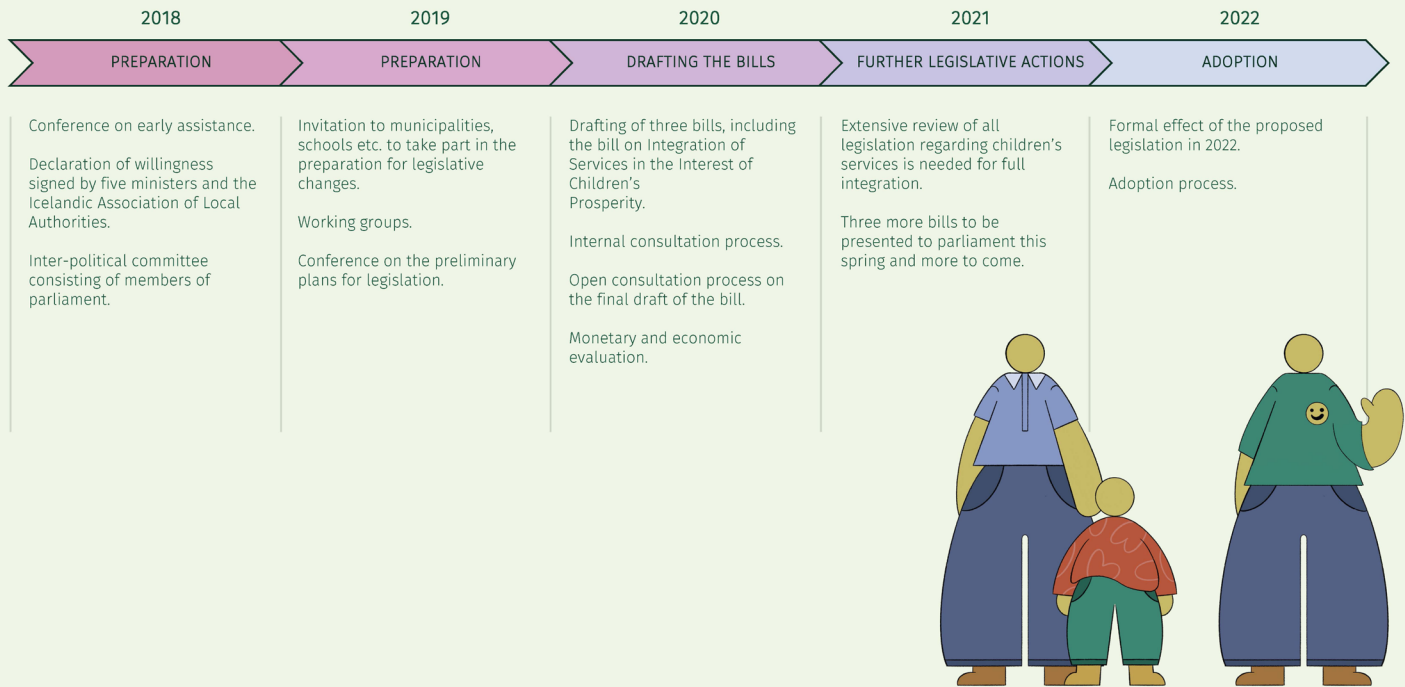 2018
2019
2020
2021
2022
PREPARATION
PREPARATION
DRAFTING THE BILLS
FURTHER LEGISLATIVE ACTIONS
ADOPTION
Conference on early assistance.
Declaration of willingness
signed by five ministers and the
Icelandic Association of Local
Authorities.
Inter-political committee
consisting of members of
parliament.
Invitation to municipalities,
schools etc. to take part in the
preparation for legislative
changes.
Working groups.
Conference on the preliminary
plans for legislation.
Drafting of three bills, including
the bill on Integration of
Services in the Interest of
Children’s
Prosperity.
Internal consultation process.
Open consultation process on
the final draft of the bill.
Monetary and economic
evaluation.
Extensive review of all
legislation regarding children’s
services is needed for full
integration.
Three more bills to be
presented to parliament this
spring and more to come.
Formal effect of the proposed
legislation in 2022.
Adoption process.